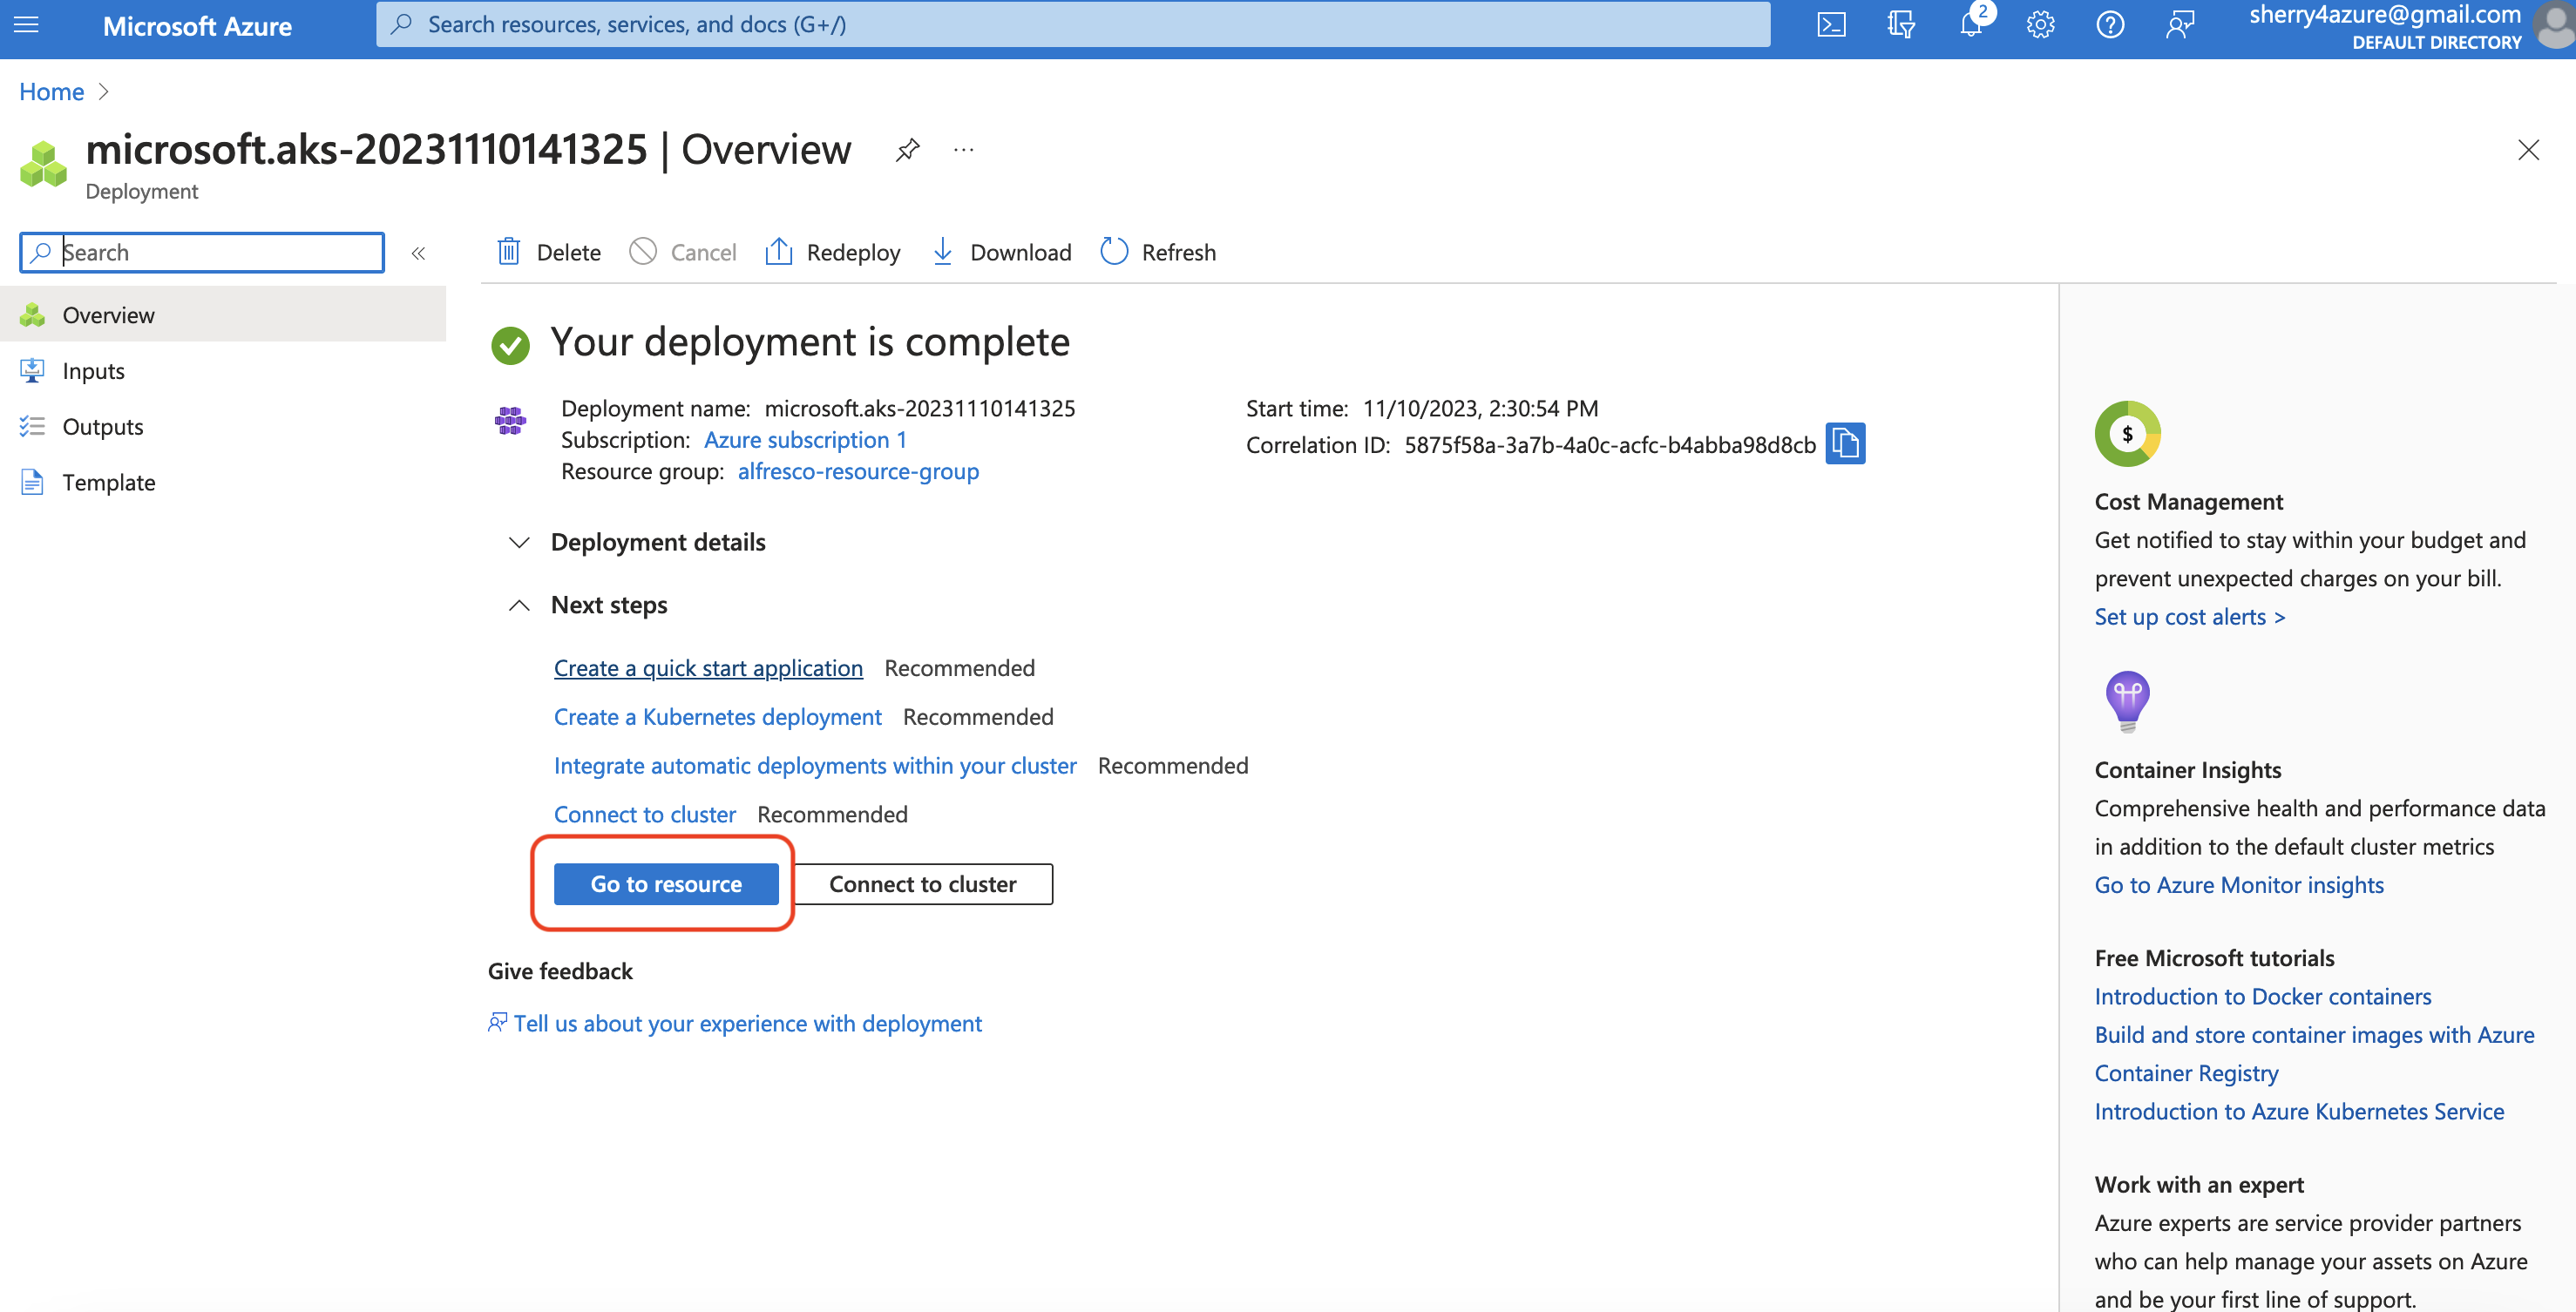 Microsoft Azure
Search resources, services, and docs (G+/)
2
sherry4azure@gmail.com
DEFAULT DIRECTORY
Home
microsoft.aks-20231110141325 | Overview
Deployment
Search
Delete
Cancel
Redeploy
Download
Refresh
Overview
Inputs
Outputs
Template
Your deployment is complete
Deployment name: microsoft.aks-20231110141325
Subscription: Azure subscription 1
Resource group: alfresco-resource-group
Start time: 11/10/2023, 2:30:54 PM
Correlation ID: 5875f58a-3a7b-4a0c-acfc-b4abba98d8cb
Deployment details
Next steps
Create a quick start application Recommended
Create a Kubernetes deployment Recommended
Integrate automatic deployments within your cluster Recommended
Connect to cluster Recommended
Go to resource
Connect to cluster
Give feedback
Tell us about your experience with deployment
$
Cost Management
Get notified to stay within your budget and
prevent unexpected charges on your bill.
Set up cost alerts >
Container Insights
Comprehensive health and performance data
in addition to the default cluster metrics
Go to Azure Monitor insights
Free Microsoft tutorials
Introduction to Docker containers
Build and store container images with Azure
Container Registry
Introduction to Azure Kubernetes Service
Work with an expert
Azure experts are service provider partners
who can help manage your assets on Azure
and be your first line of support.